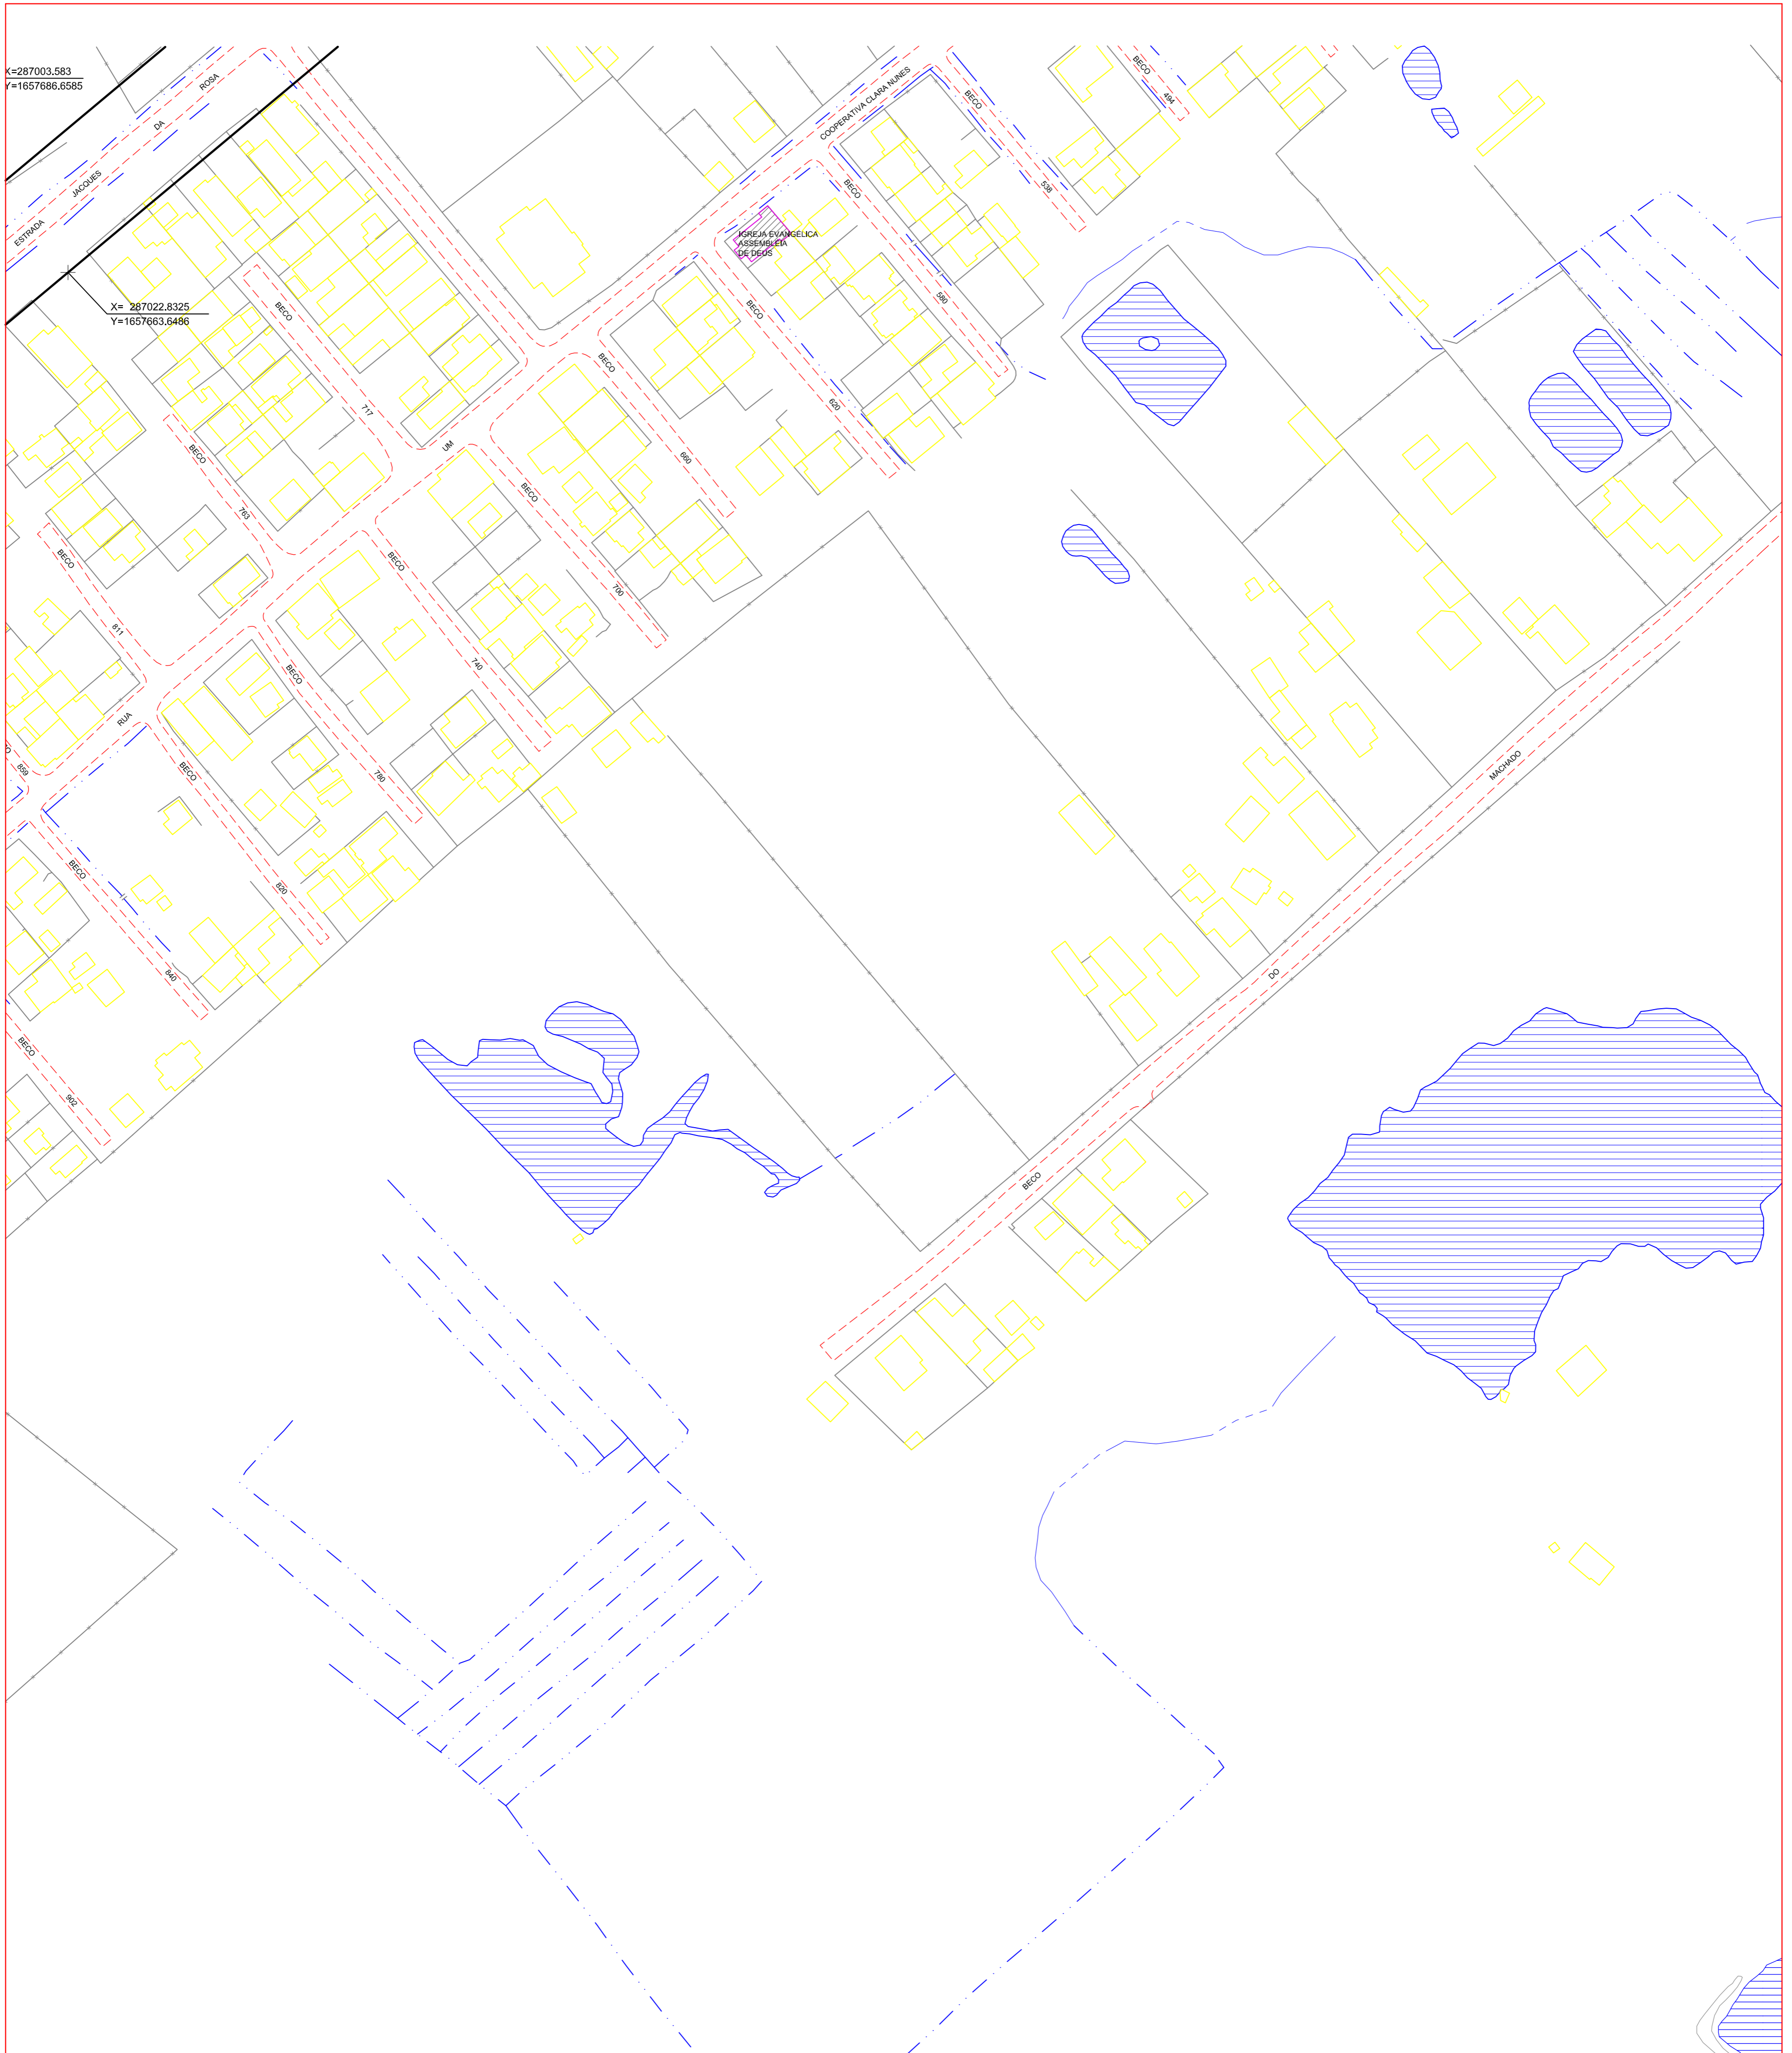 X=287003.583
Y=1657686.6585
ESTRADA JACQUES DA ROSA
X= 287022.8325
Y=1657663.6486
COOPERATIVA CLARA NUNES
BECO 494
BECO 538
BECO 580
IGREJA EVANGÉLICA
ASSEMBLÉIA
DE DEUS
BECO 620
BECO 660
BECO 717
BECO 700
BECO 763
BECO 740
BECO 811
BECO 780
RUA UM
859
BECO 820
BECO 840
BECO 902
BECO DO MACHADO